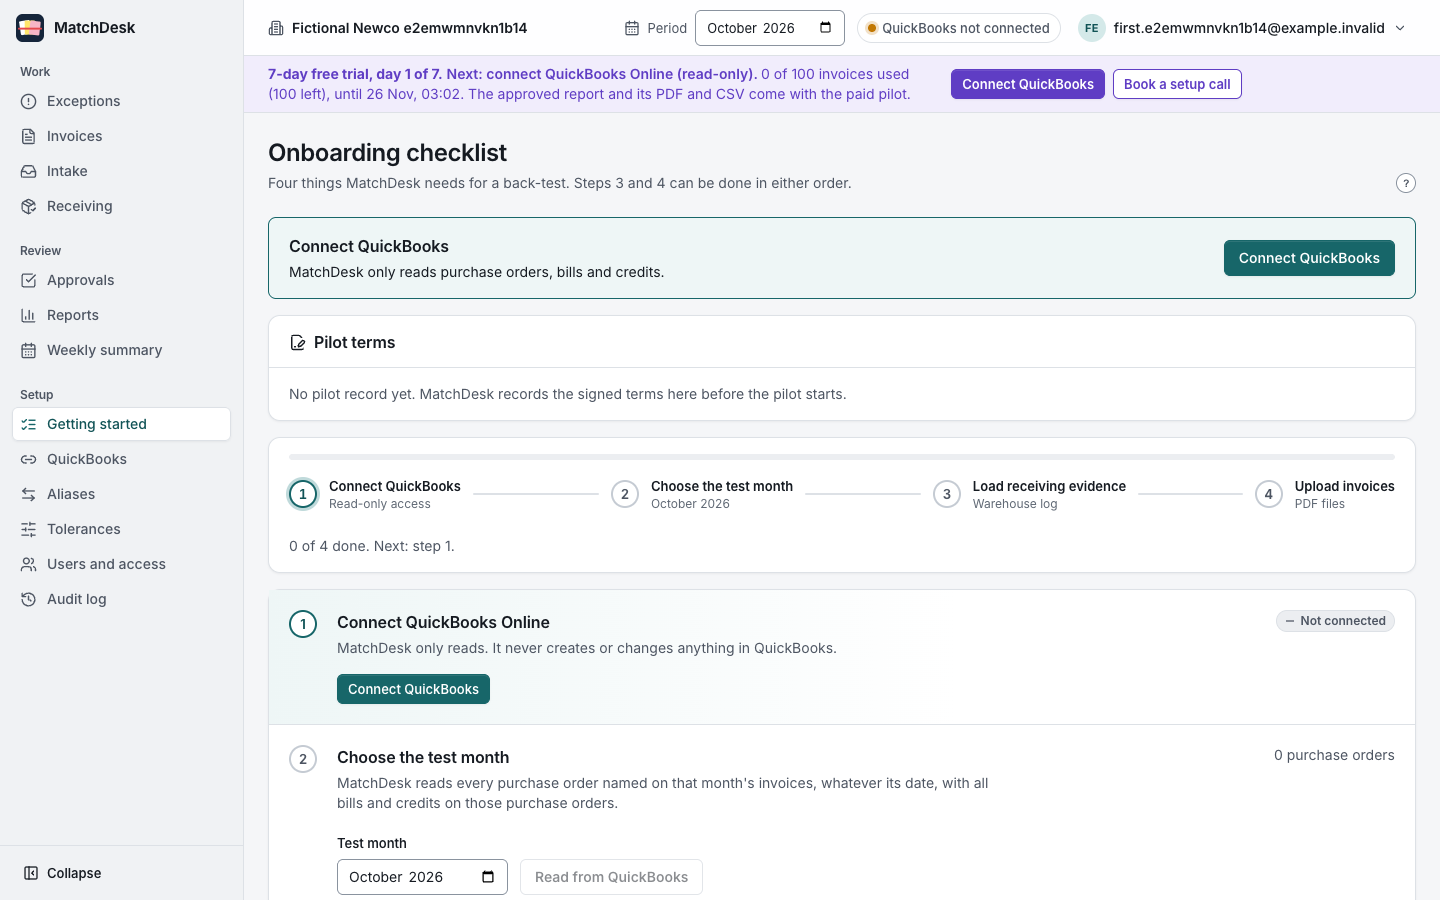 MatchDesk
Work
Exceptions
Invoices
Intake
Receiving
Review
Approvals
Reports
Weekly summary
Setup
Getting started
QuickBooks
Aliases
Tolerances
Users and access
Audit log
Collapse
Fictional Newco e2emwmnvkn1b14
Period
October 2026
QuickBooks not connected
FE
first.e2emwmnvkn1b14@example.invalid
7-day free trial, day 1 of 7. Next: connect QuickBooks Online (read-only). 0 of 100 invoices used
(100 left), until 26 Nov, 03:02. The approved report and its PDF and CSV come with the paid pilot.
Connect QuickBooks
Book a setup call
Onboarding checklist
Four things MatchDesk needs for a back-test. Steps 3 and 4 can be done in either order.
?
Connect QuickBooks
MatchDesk only reads purchase orders, bills and credits.
Connect QuickBooks
Pilot terms
No pilot record yet. MatchDesk records the signed terms here before the pilot starts.
1
Connect QuickBooks
Read-only access
2
Choose the test month
October 2026
3
Load receiving evidence
Warehouse log
4
Upload invoices
PDF files
0 of 4 done. Next: step 1.
1
Connect QuickBooks Online
Not connected
MatchDesk only reads. It never creates or changes anything in QuickBooks.
Connect QuickBooks
2
Choose the test month
0 purchase orders
MatchDesk reads every purchase order named on that month's invoices, whatever its date, with all
bills and credits on those purchase orders.
Test month
October 2026
Read from QuickBooks